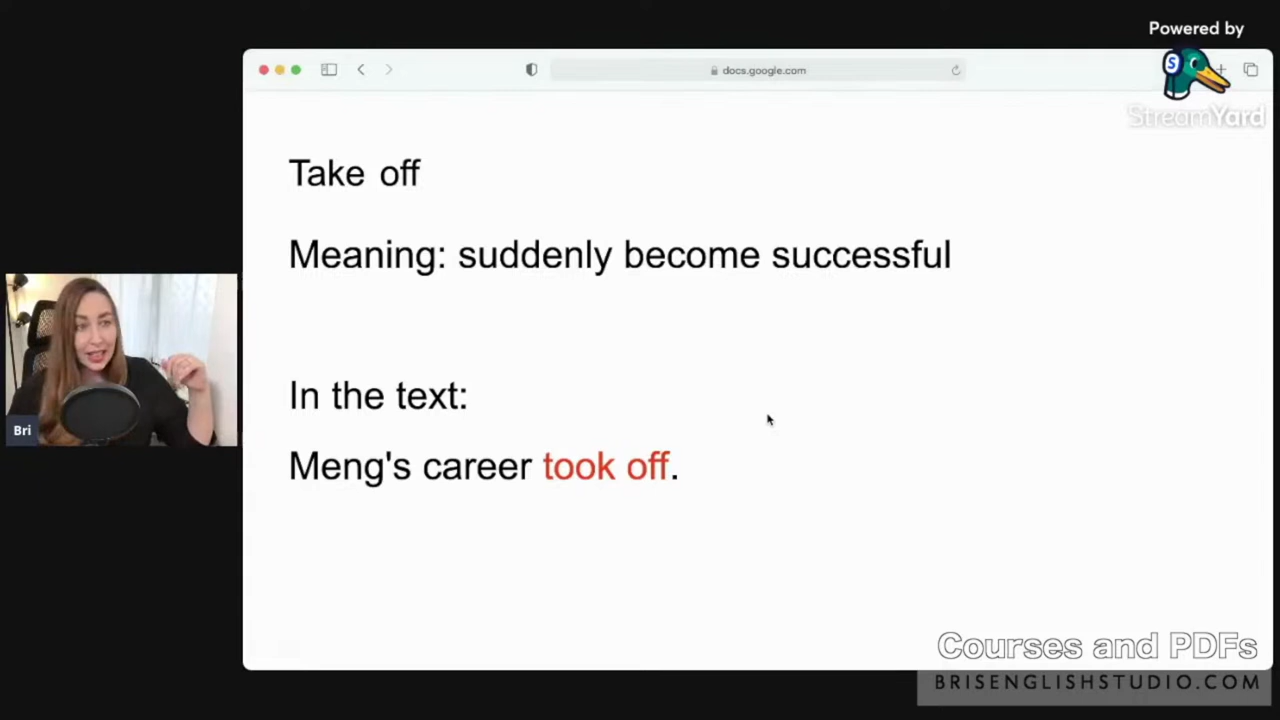 Powered by
docs.google.com
S
StreamYard
Take off
Meaning: suddenly become successful
In the text:
Meng's career took off.
Bri
Courses and PDFs
BRISENGLISHSTUDIO.COM